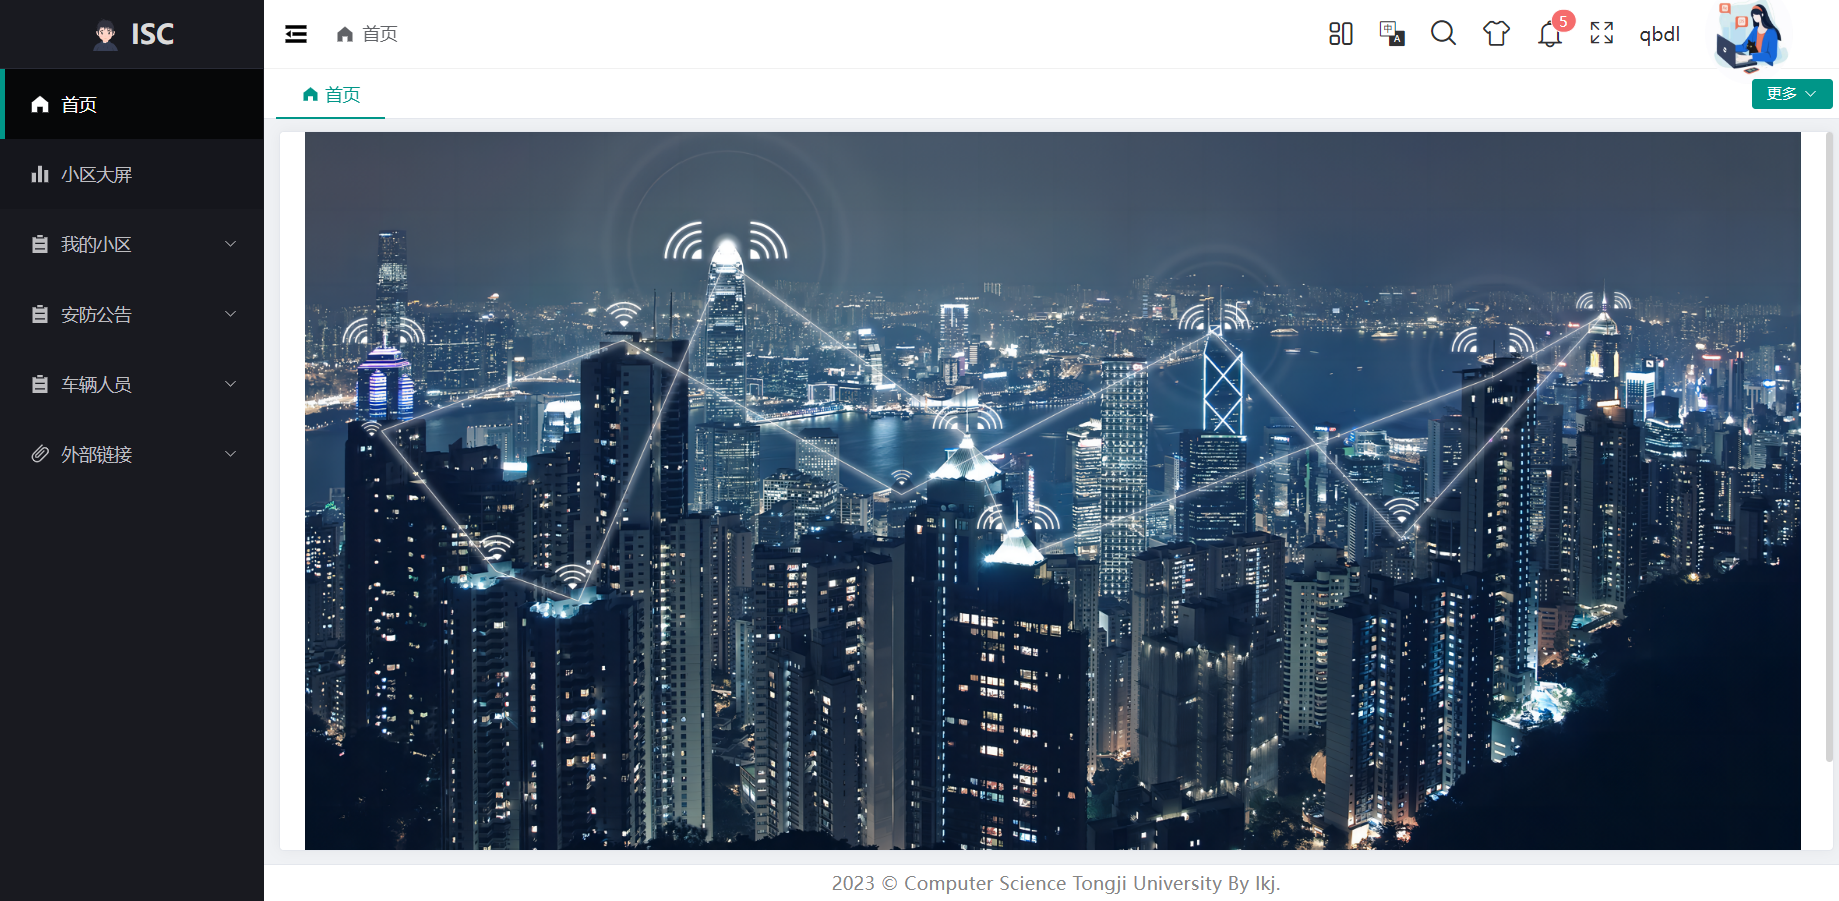 ISC
首页
小区大屏
我的小区
安防公告
车辆人员
外部链接
首页
中
A
5
qbdl
首页
更多
2023 © Computer Science Tongji University By lkj.